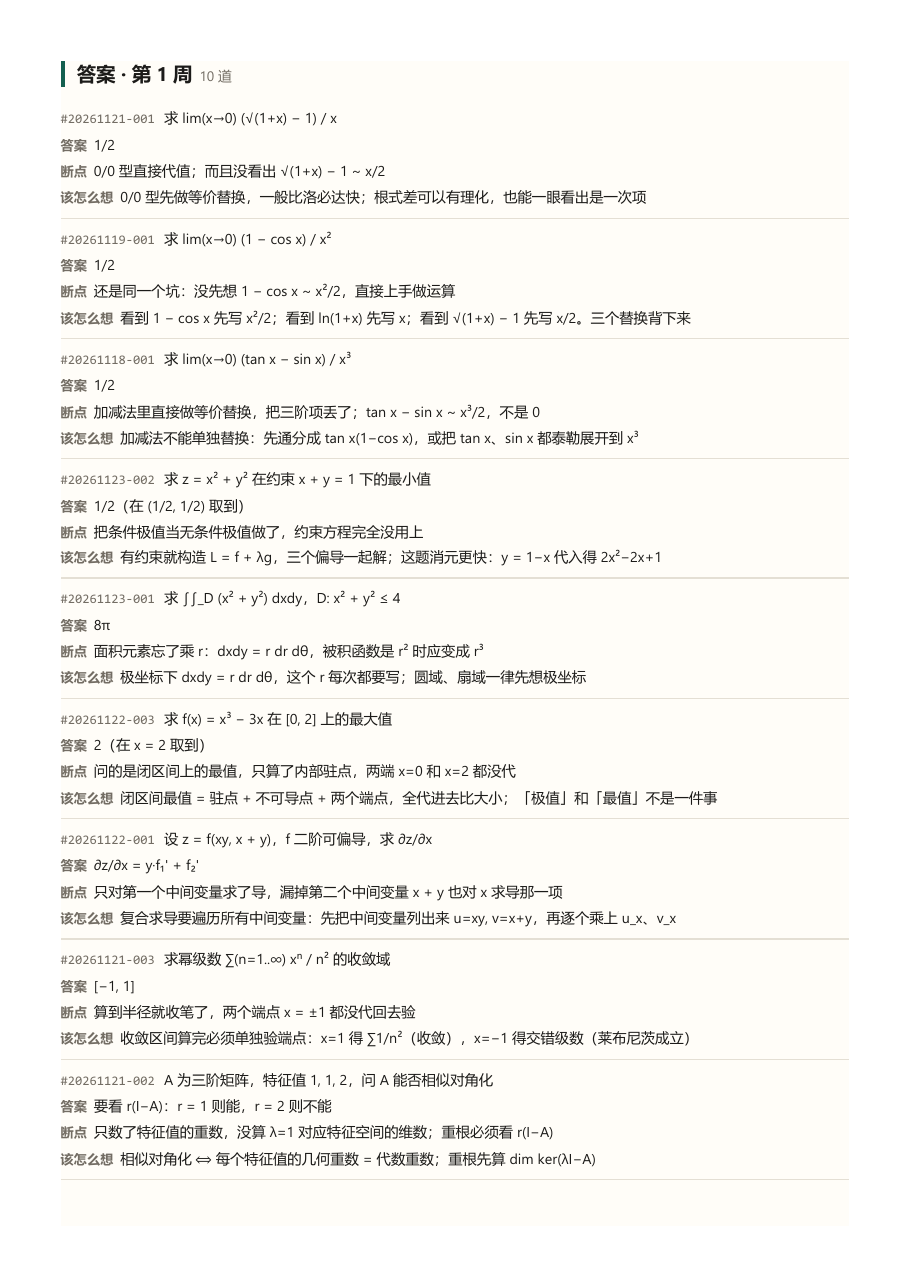 答案 · 第 1 周 10 道
#20261121-001 求 lim(x→0) (√(1+x) − 1) / x
答案 1/2
断点 0/0 型直接代值；而且没看出 √(1+x) − 1 ~ x/2
该怎么想 0/0 型先做等价替换，一般比洛必达快；根式差可以有理化，也能一眼看出是一次项
#20261119-001 求 lim(x→0) (1 − cos x) / x²
答案 1/2
断点 还是同一个坑：没先想 1 − cos x ~ x²/2，直接上手做运算
该怎么想 看到 1 − cos x 先写 x²/2；看到 ln(1+x) 先写 x；看到 √(1+x) − 1 先写 x/2。三个替换背下来
#20261118-001 求 lim(x→0) (tan x − sin x) / x³
答案 1/2
断点 加减法里直接做等价替换，把三阶项丢了；tan x − sin x ~ x³/2，不是 0
该怎么想 加减法不能单独替换：先通分成 tan x(1−cos x)，或把 tan x、sin x 都泰勒展开到 x³
#20261123-002 求 z = x² + y² 在约束 x + y = 1 下的最小值
答案 1/2（在 (1/2, 1/2) 取到）
断点 把条件极值当无条件极值做了，约束方程完全没用上
该怎么想 有约束就构造 L = f + λg，三个偏导一起解；这题消元更快：y = 1−x 代入得 2x²−2x+1
#20261123-001 求 ∫∫_D (x² + y²) dxdy，D: x² + y² ≤ 4
答案 8π
断点 面积元素忘了乘 r：dxdy = r dr dθ，被积函数是 r² 时应变成 r³
该怎么想 极坐标下 dxdy = r dr dθ，这个 r 每次都要写；圆域、扇域一律先想极坐标
#20261122-003 求 f(x) = x³ − 3x 在 [0, 2] 上的最大值
答案 2（在 x = 2 取到）
断点 问的是闭区间上的最值，只算了内部驻点，两端 x=0 和 x=2 都没代
该怎么想 闭区间最值 = 驻点 + 不可导点 + 两个端点，全代进去比大小；「极值」和「最值」不是一件事
#20261122-001 设 z = f(xy, x + y)，f 二阶可偏导，求 ∂z/∂x
答案 ∂z/∂x = y·f₁' + f₂'
断点 只对第一个中间变量求了导，漏掉第二个中间变量 x + y 也对 x 求导那一项
该怎么想 复合求导要遍历所有中间变量：先把中间变量列出来 u=xy, v=x+y，再逐个乘上 u_x、v_x
#20261121-003 求幂级数 ∑(n=1..∞) xⁿ / n² 的收敛域
答案 [−1, 1]
断点 算到半径就收笔了，两个端点 x = ±1 都没代回去验
该怎么想 收敛区间算完必须单独验端点：x=1 得 ∑1/n²（收敛），x=−1 得交错级数（莱布尼茨成立）
#20261121-002 A 为三阶矩阵，特征值 1, 1, 2，问 A 能否相似对角化
答案 要看 r(I−A)：r = 1 则能，r = 2 则不能
断点 只数了特征值的重数，没算 λ=1 对应特征空间的维数；重根必须看 r(I−A)
该怎么想 相似对角化 ⇔ 每个特征值的几何重数 = 代数重数；重根先算 dim ker(λI−A)